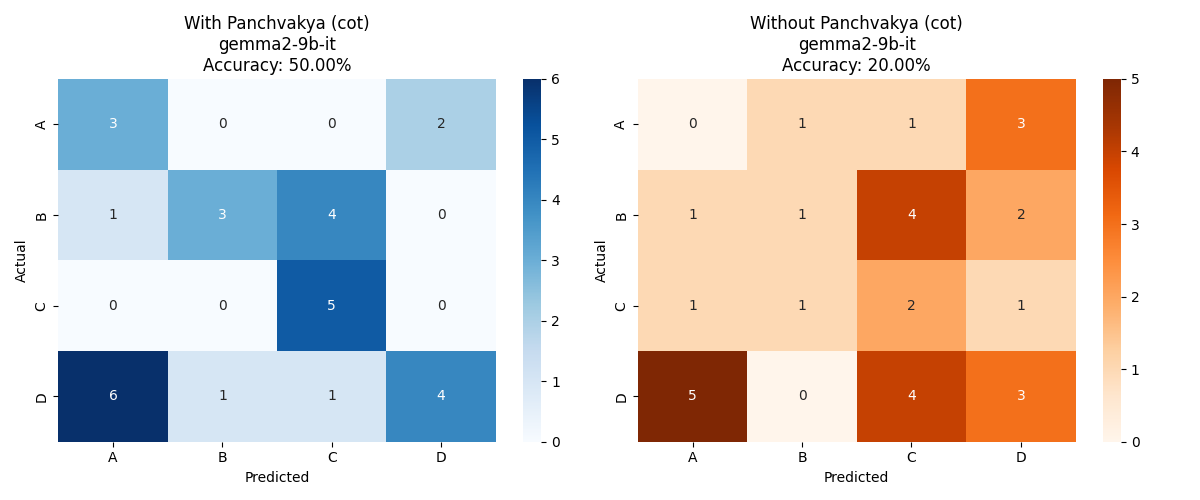 With Panchvakya (cot)
gemma2-9b-it
Accuracy: 50.00%
A 3 0 0 2
B 1 3 4 0
C 0 0 5 0
D 6 1 1 4
A B C D
Predicted
Actual
6
5
4
3
2
1
0
Without Panchvakya (cot)
gemma2-9b-it
Accuracy: 20.00%
A 0 1 1 3
B 1 1 4 2
C 1 1 2 1
D 5 0 4 3
A B C D
Predicted
Actual
5
4
3
2
1
0